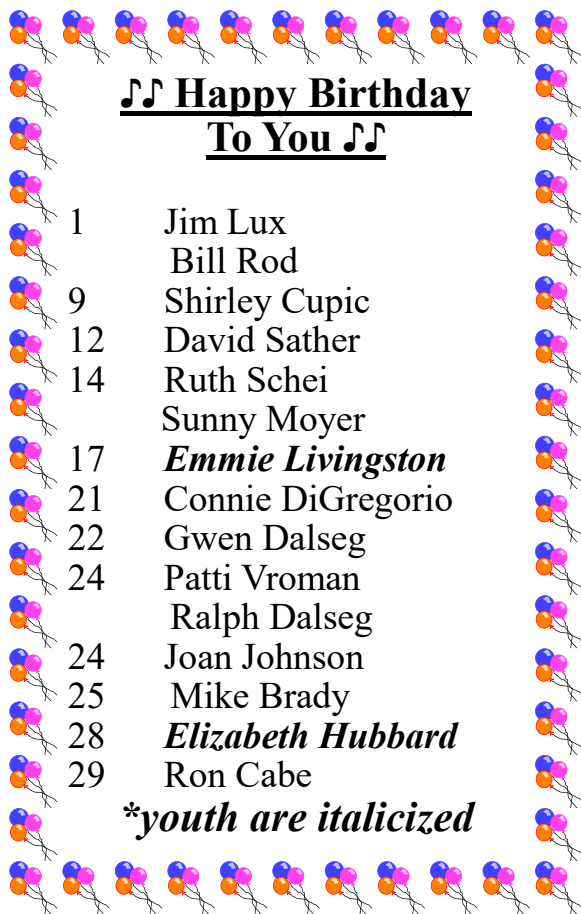 ♪♫ Happy Birthday
To You ♪♫
1 Jim Lux
Bill Rod
9 Shirley Cupic
12 David Sather
14 Ruth Schei
Sunny Moyer
17 Emmie Livingston
21 Connie DiGregorio
22 Gwen Dalseg
24 Patti Vroman
Ralph Dalseg
24 Joan Johnson
25 Mike Brady
28 Elizabeth Hubbard
29 Ron Cabe
*youth are italicized